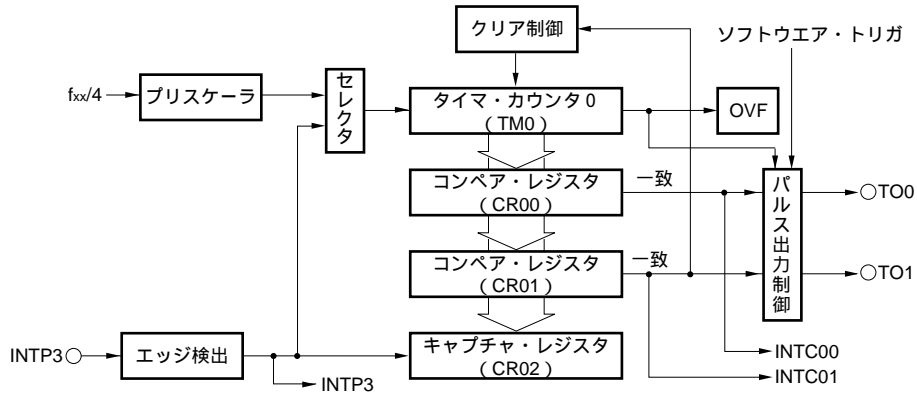 クリア制御
ソフトウエア・トリガ
fxx/4
プリスケーラ
セレクタ
タイマ・カウンタ0
(TM0)
OVF
コンペア・レジスタ
(CR00)
一致
パルス出力制御
TO0
コンペア・レジスタ
(CR01)
一致
TO1
INTP3
エッジ検出
キャプチャ・レジスタ
(CR02)
INTC00
INTP3
INTC01